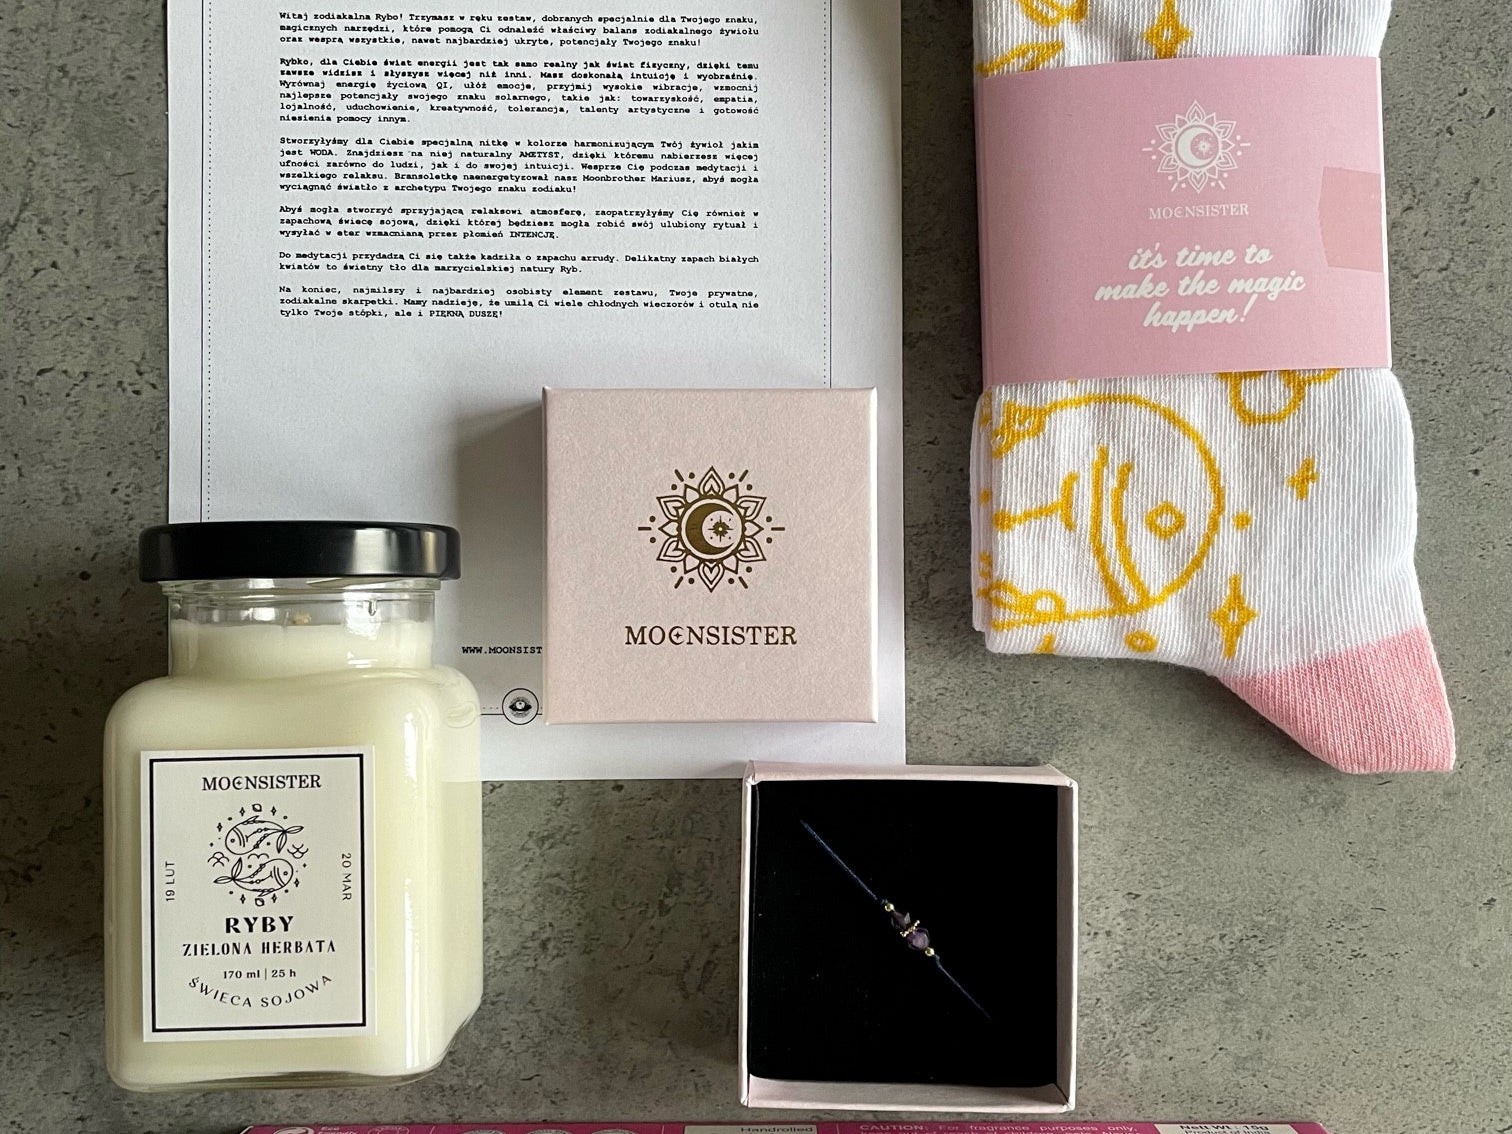 Witaj zodiakalna Rybo! Trzymasz w ręku zestaw, dobranych specjalnie dla Twojego znaku,
magicznych narzędzi, które pomogą Ci odnaleźć właściwy balans zodiakalnego żywiołu
oraz wesprą wszystkie, nawet najbardziej ukryte, potencjały Twojego znaku!
Rybko, dla Ciebie świat energii jest tak samo realny jak świat fizyczny, dzięki temu
zawsze widzisz i słyszysz więcej niż inni. Masz doskonałą intuicję i wyobraźnię.
Wyrównaj energię życiową QI, ułóż emocje, przyjmij wysokie wibracje, wzmocnij
najlepsze potencjały swojego znaku solarnego, takie jak: towarzyskość, empatia,
lojalność, uduchowienie, kreatywność, tolerancja, talenty artystyczne i gotowość
niesienia pomocy innym.
Stworzyłyśmy dla Ciebie specjalną nitkę w kolorze harmonizującym Twój żywioł jakim
jest WODA. Znajdziesz na niej naturalny AMETYST, dzięki któremu nabierzesz więcej
ufności zarówno do ludzi, jak i do swojej intuicji. Wesprze Cię podczas medytacji i
wszelkiego relaksu. Bransoletkę naenergetyzował nasz Moonbrother Mariusz, abyś mogła
wyciągnąć światło z archetypu Twojego znaku zodiaku!
Abyś mogła stworzyć sprzyjającą relaksowi atmosferę, zaopatrzyłyśmy Cię również w
zapachową świecę sojową, dzięki której będziesz mogła robić swój ulubiony rytuał i
wysyłać w eter wzmacnianą przez płomień INTENCJĘ.
Do medytacji przydadzą Ci się także kadziła o zapachu arrudy. Delikatny zapach białych
kwiatów to świetny tło dla marzycielskiej natury Ryb.
Na koniec, najmilszy i najbardziej osobisty element zestawu, Twoje prywatne,
zodiakalne skarpetki. Mamy nadzieję, że umilą Ci wiele chłodnych wieczorów i otulą nie
tylko Twoje stópki, ale i PIĘKNĄ DUSZĘ!
WWW.MOONSIST
MOONSISTER
it's time to
make the magic
happen!
MOONSISTER
MOONSISTER
19 LUT
20 MAR
RYBY
ZIELONA HERBATA
170 ml | 25 h
ŚWIECA SOJOWA
Eco
Handrolled
CAUTION: For fragrance purposes only,
Nett Wt.: 15g
Product of India